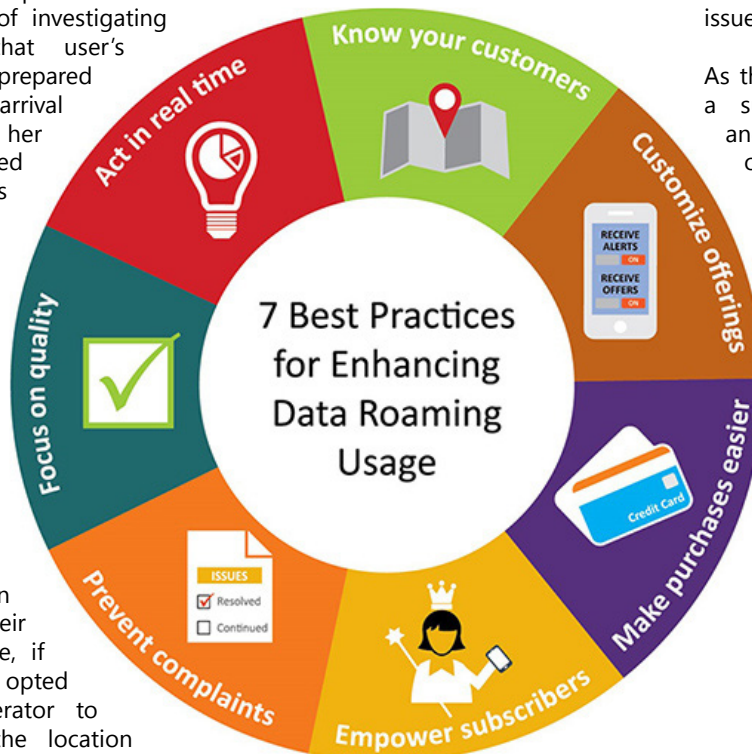 of investigating
hat user's
prepared
arrival
her
ed
s
issue
As th
a s
an
c
7 Best Practices
for Enhancing
Data Roaming
Usage
Know your customers
Customize offerings
RECEIVE
ALERTS
ON
RECEIVE
OFFERS
ON
Make purchases easier
Credit Card
Empower subscribers
Prevent complaints
ISSUES
Resolved
Continued
Focus on quality
Act in real time
n
eir
e, if
opted
erator to
the location